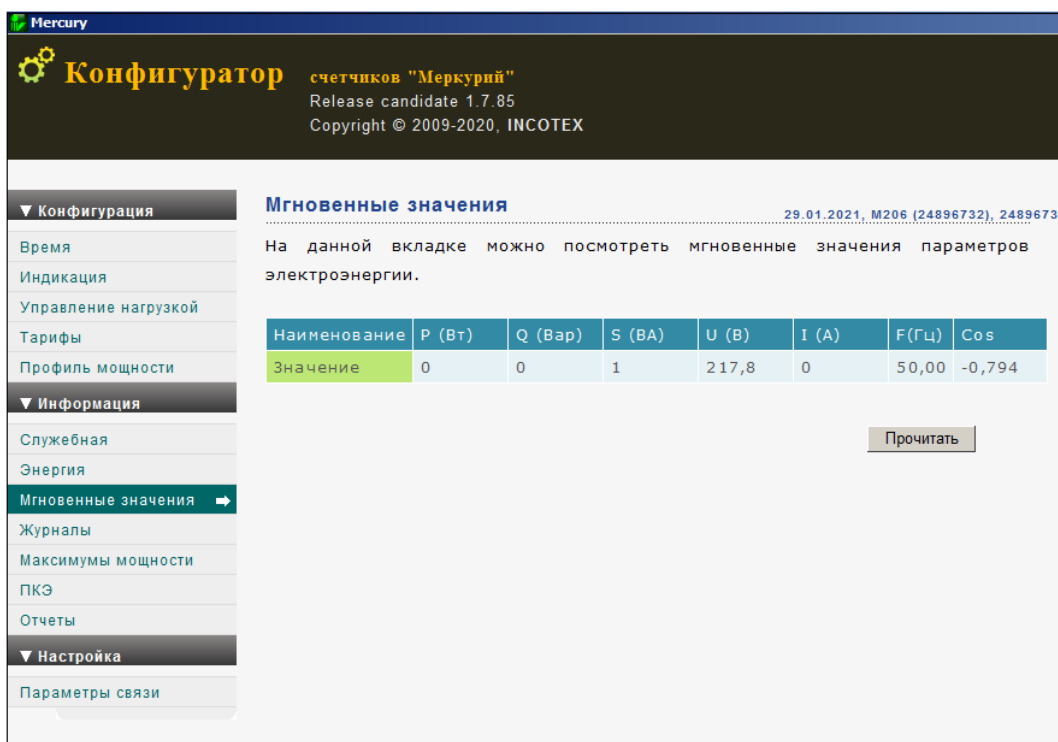 Mercury
Конфигуратор
счетчиков "Меркурий"
Release candidate 1.7.85
Copyright © 2009-2020, INCOTEX
▼ Конфигурация
Время
Индикация
Управление нагрузкой
Тарифы
Профиль мощности
▼ Информация
Служебная
Энергия
Мгновенные значения
Журналы
Максимумы мощности
ПКЭ
Отчеты
▼ Настройка
Параметры связи
Мгновенные значения
29.01.2021, M206 (24896732), 2489673
На данной вкладке можно посмотреть мгновенные значения параметров
электроэнергии.
Наименование P (Вт) Q (Вар) S (ВА) U (В) I (А) F(Гц) Cos
Значение 0 0 1 217,8 0 50,00 -0,794
Прочитать